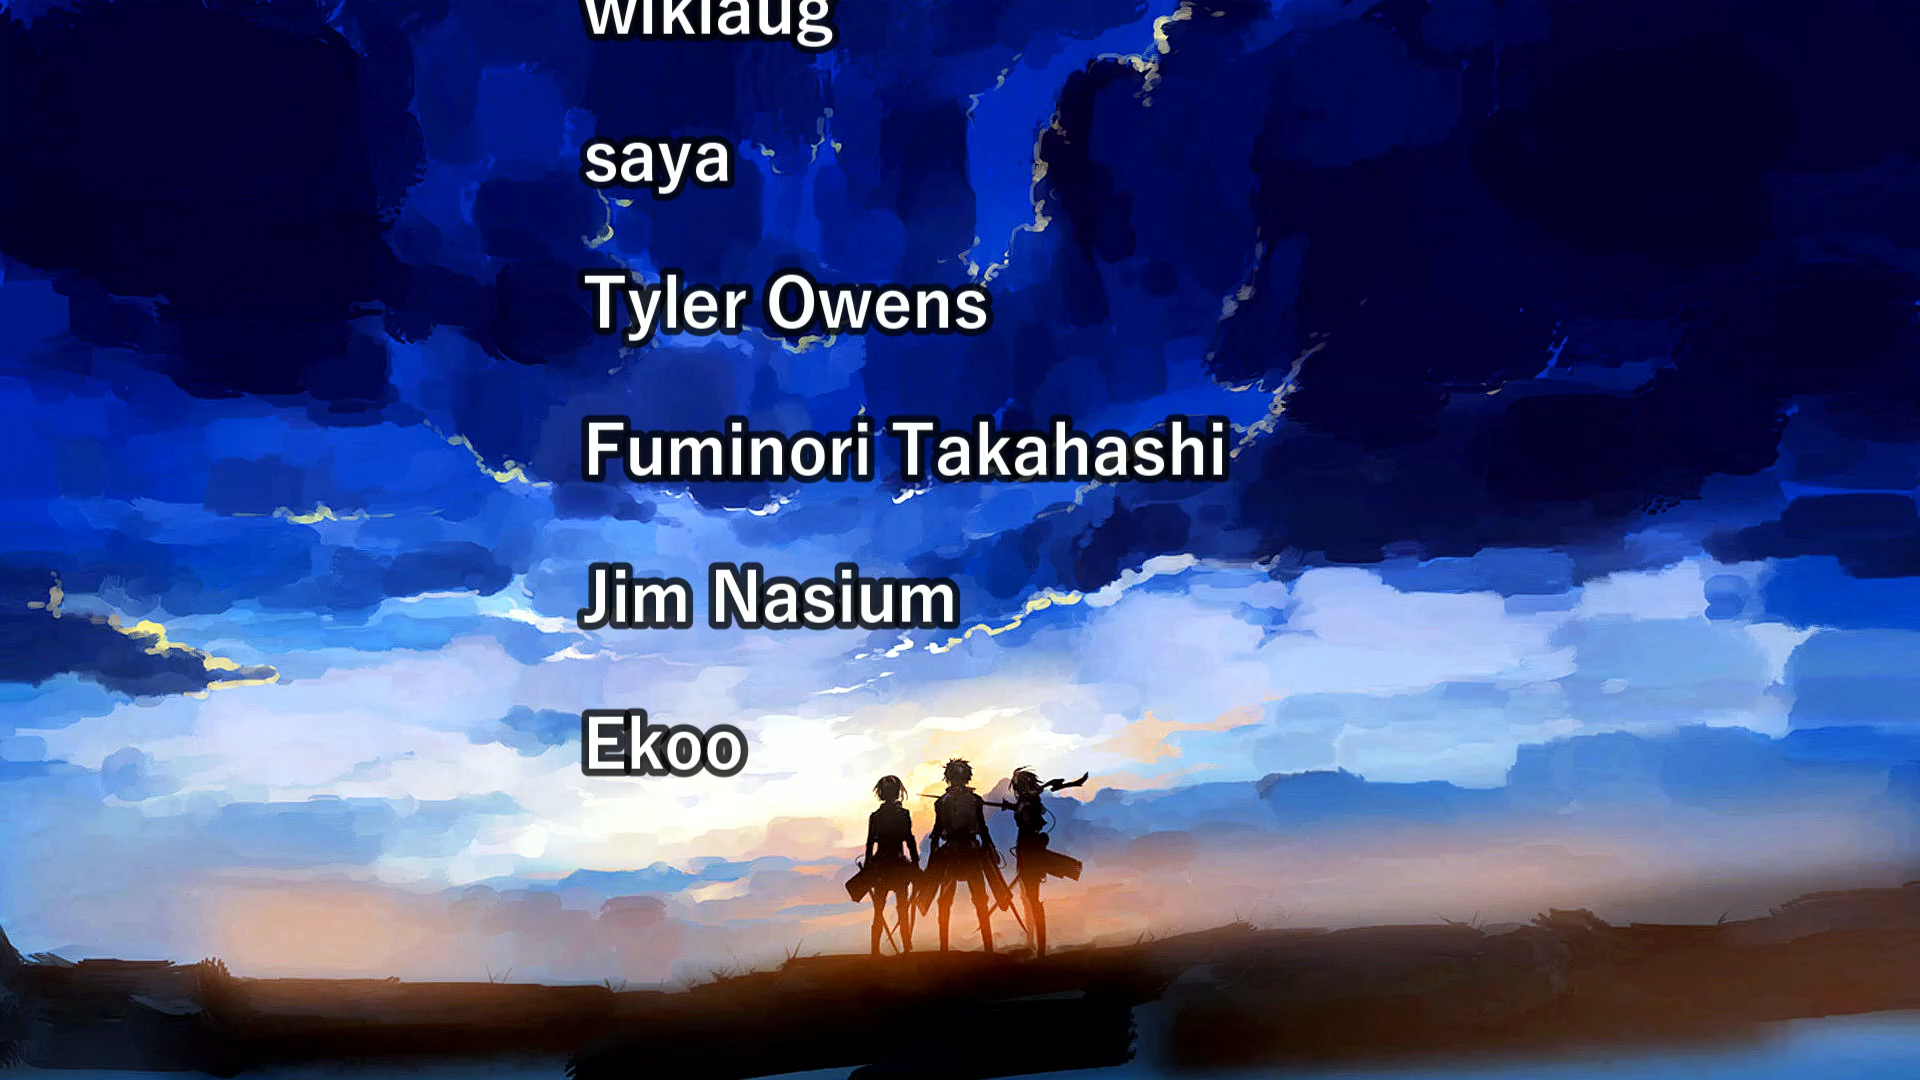 wikiaug
saya
Tyler Owens
Fuminori Takahashi
Jim Nasium
Ekoo